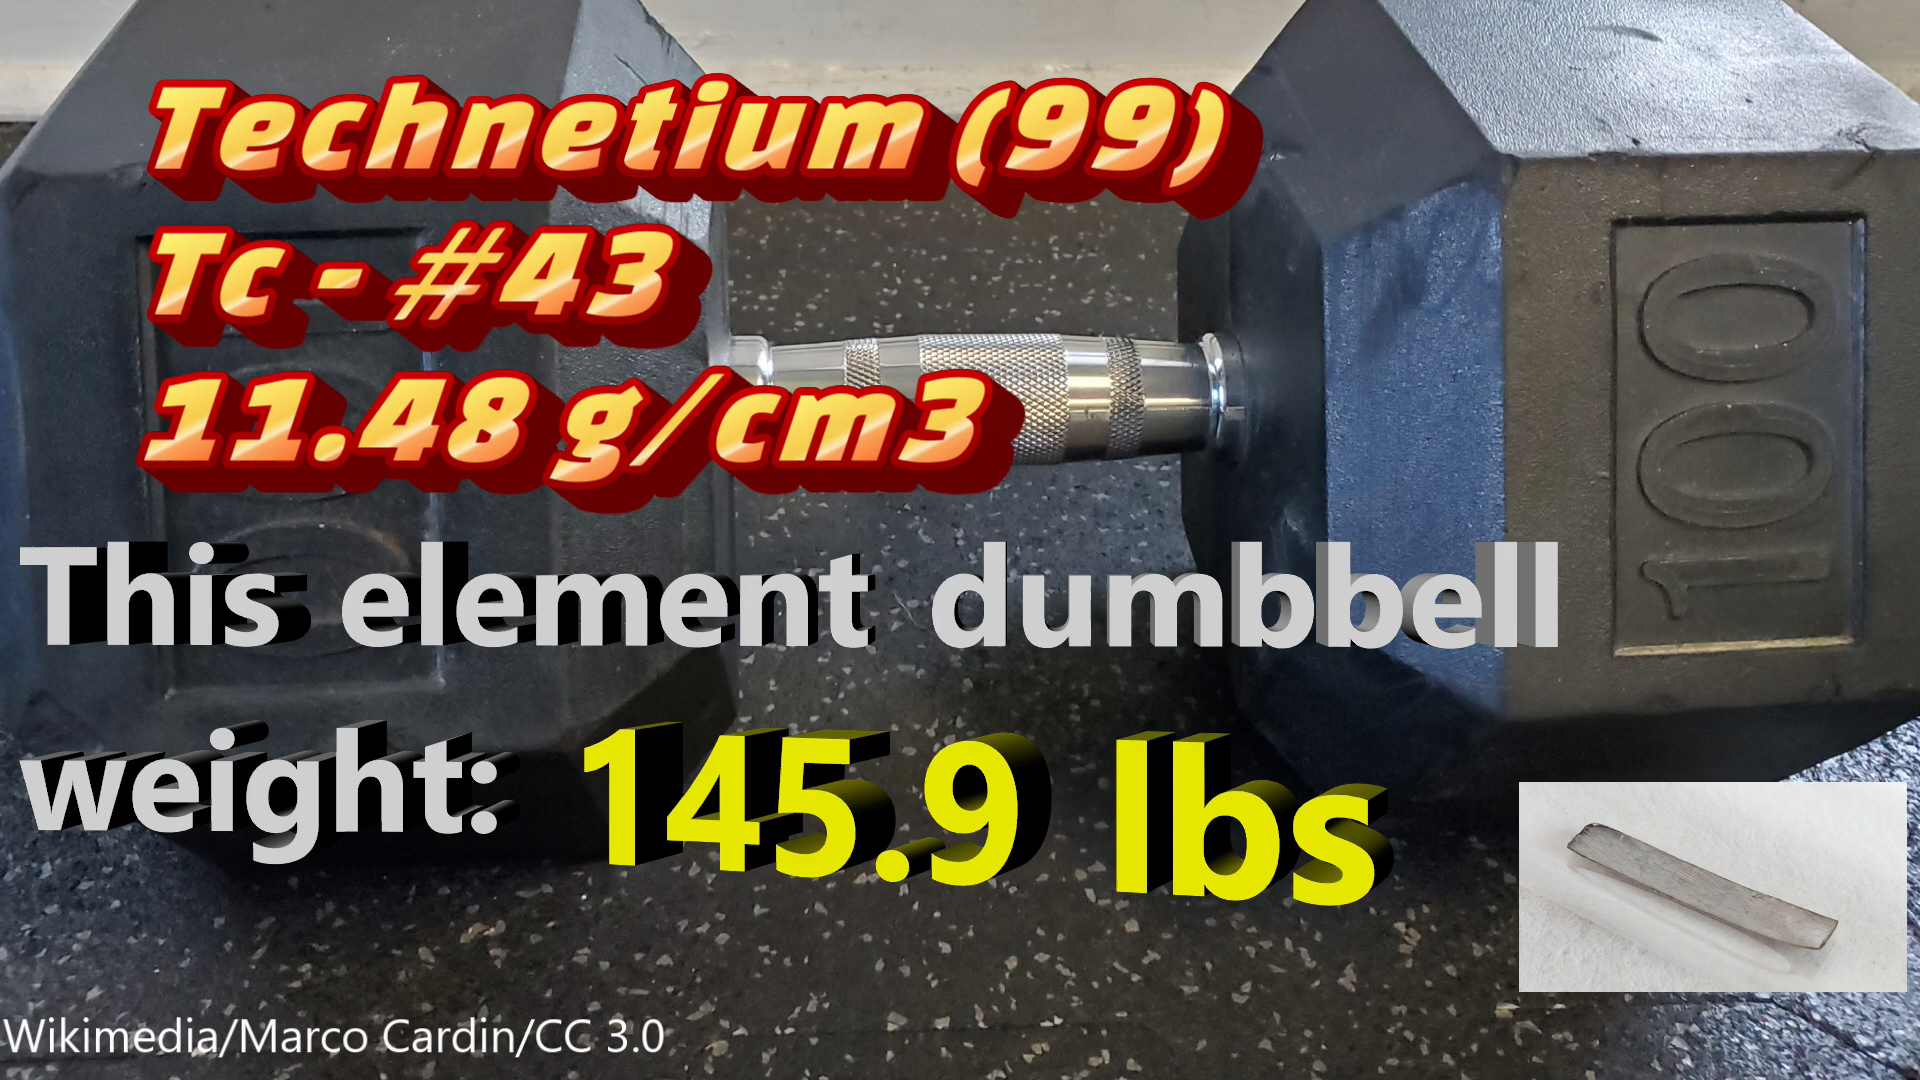 Technetium (99)
Tc - #43
11.48 g/cm3
100
This element dumbbell
weight: 145.9 lbs
Wikimedia/Marco Cardin/CC 3.0